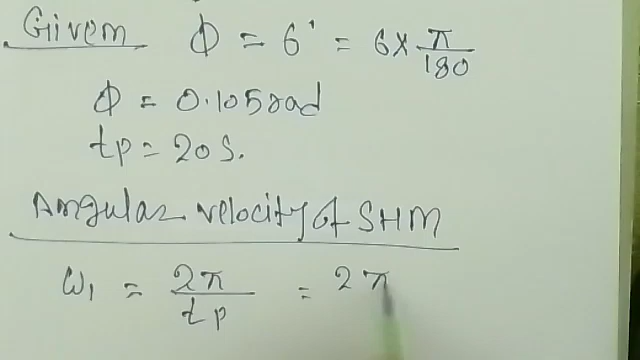 Given ϕ = 6° = 6 × π/180
ϕ = 0.105 rad
tp = 20 S.
Angular velocity of SHM
ω₁ = 2π/tp = 2π